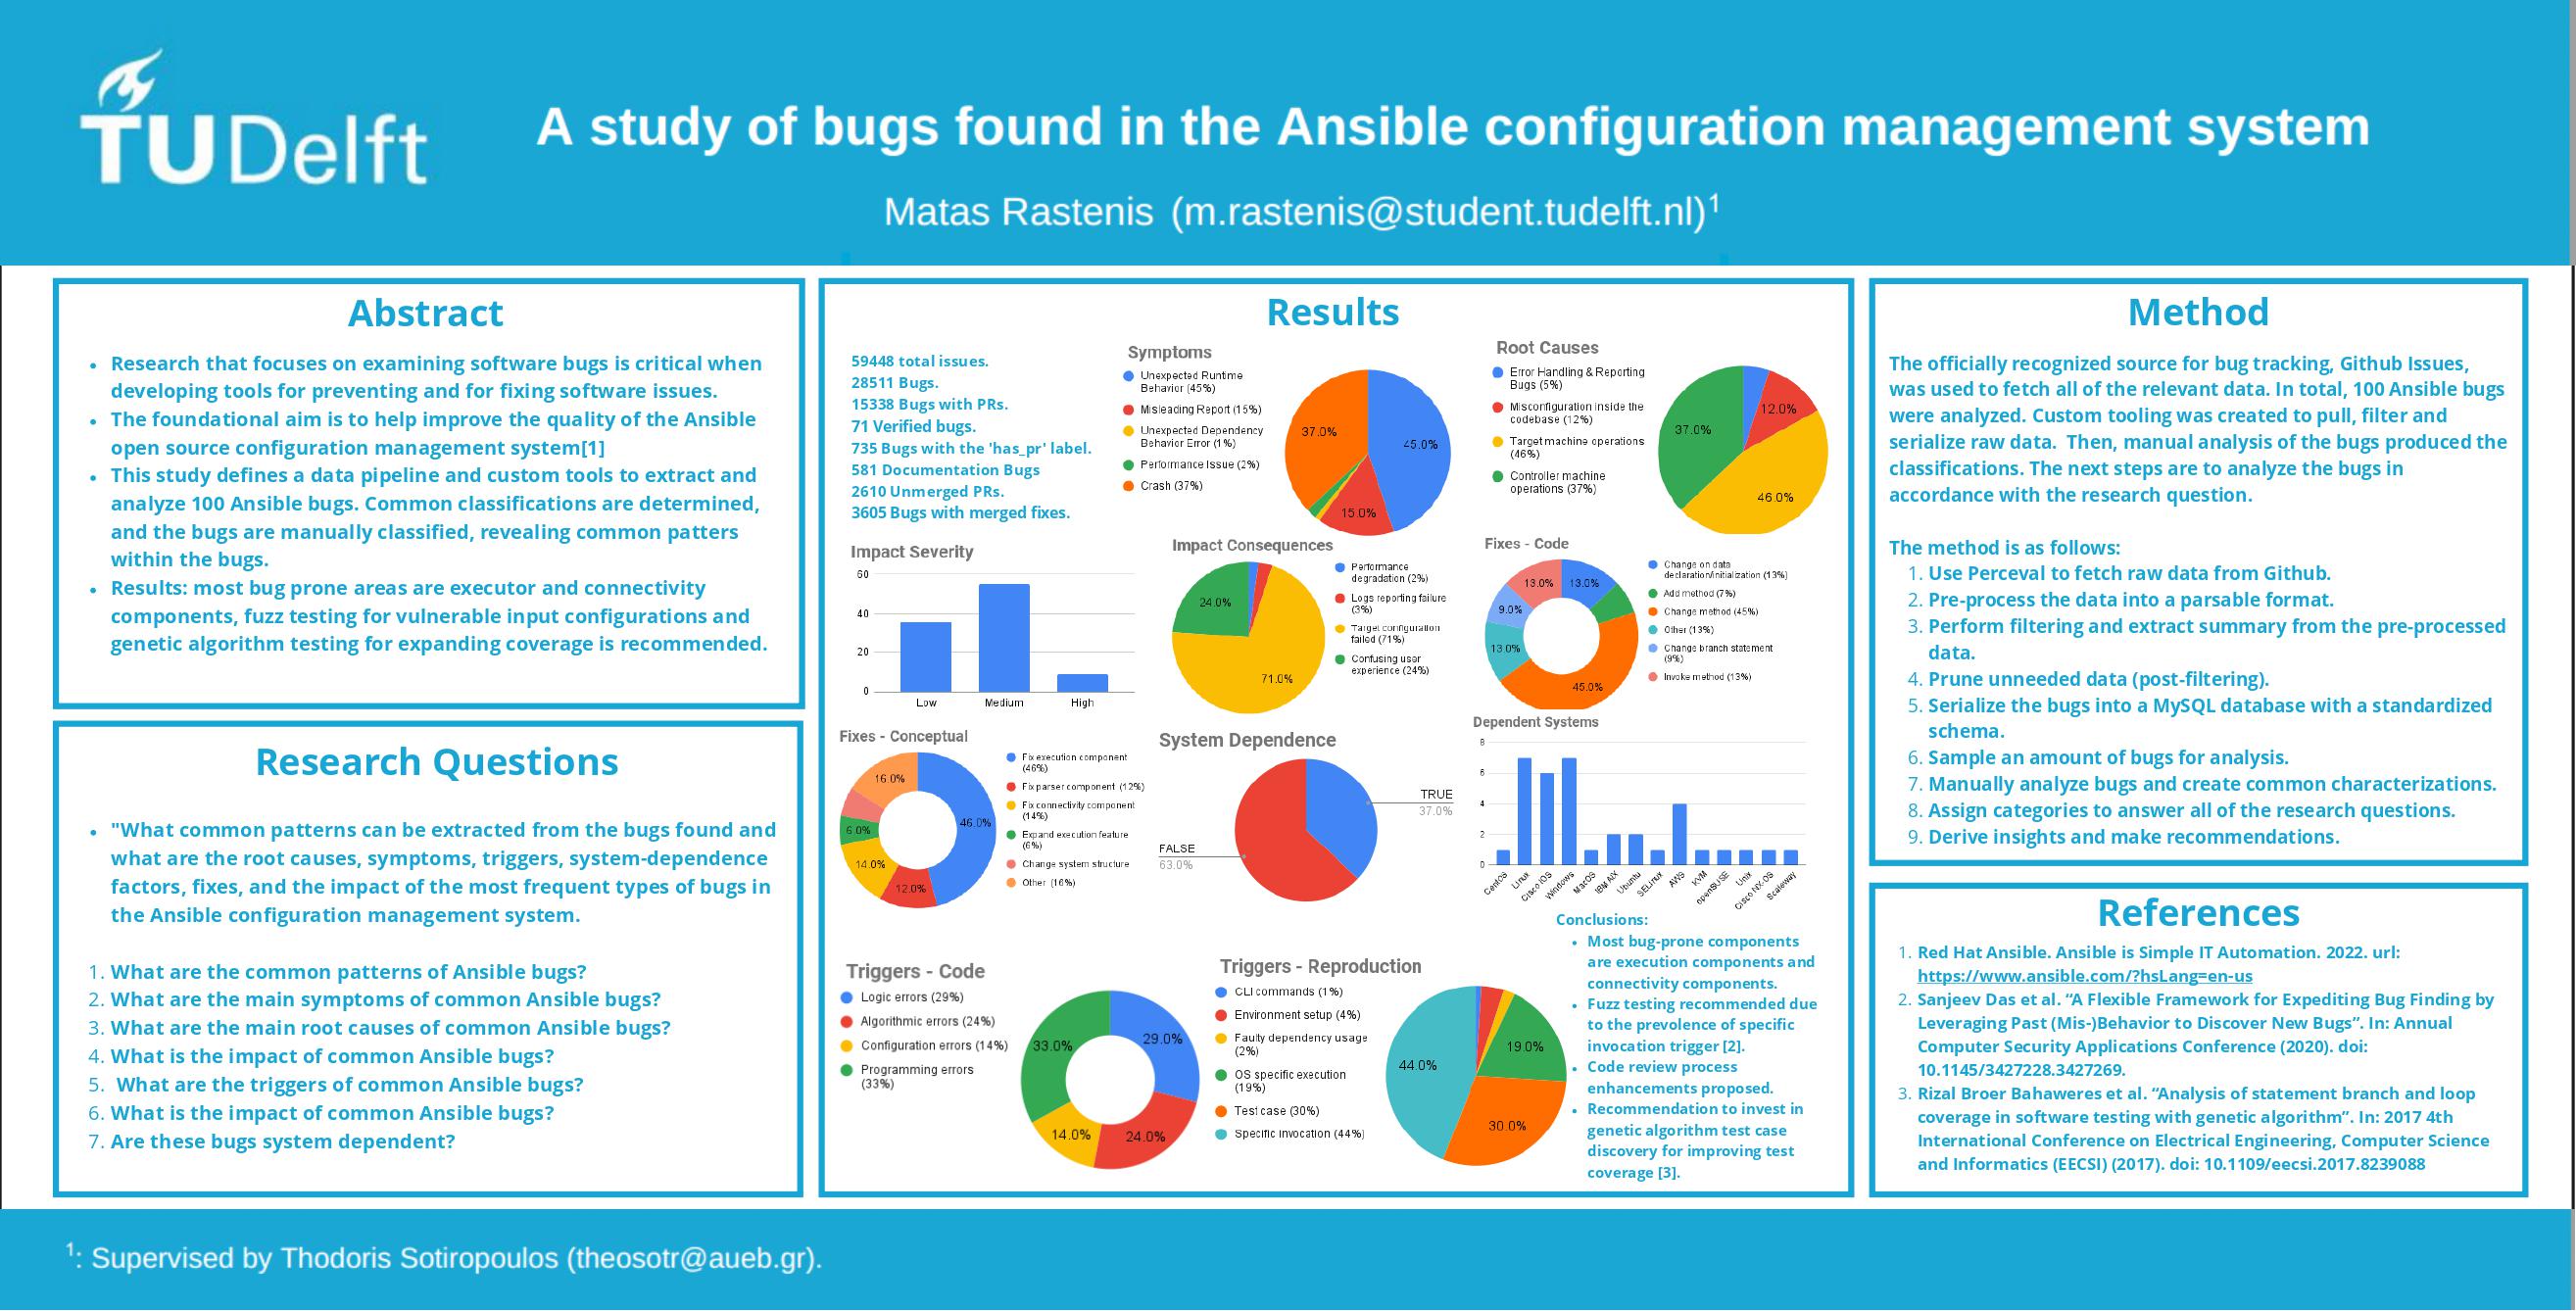 TUDelft
A study of bugs found in the Ansible configuration management system
Matas Rastenis (m.rastenis@student.tudelft.nl)¹
Abstract
• Research that focuses on examining software bugs is critical when
developing tools for preventing and for fixing software issues.
• The foundational aim is to help improve the quality of the Ansible
open source configuration management system[1]
• This study defines a data pipeline and custom tools to extract and
analyze 100 Ansible bugs. Common classifications are determined,
and the bugs are manually classified, revealing common patters
within the bugs.
• Results: most bug prone areas are executor and connectivity
components, fuzz testing for vulnerable input configurations and
genetic algorithm testing for expanding coverage is recommended.
Research Questions
• "What common patterns can be extracted from the bugs found and
what are the root causes, symptoms, triggers, system-dependence
factors, fixes, and the impact of the most frequent types of bugs in
the Ansible configuration management system.
1. What are the common patterns of Ansible bugs?
2. What are the main symptoms of common Ansible bugs?
3. What are the main root causes of common Ansible bugs?
4. What is the impact of common Ansible bugs?
5. What are the triggers of common Ansible bugs?
6. What is the impact of common Ansible bugs?
7. Are these bugs system dependent?
Results
59448 total issues.
28511 Bugs.
15338 Bugs with PRs.
71 Verified bugs.
735 Bugs with the 'has_pr' label.
581 Documentation Bugs
2610 Unmerged PRs.
3605 Bugs with merged fixes.
Symptoms
Unexpected Runtime
Behavior (45%)
Misleading Report (15%)
Unexpected Dependency
Behavior Error (1%)
Performance Issue (2%)
Crash (37%)
37.0%
45.0%
15.0%
Root Causes
Error Handling & Reporting
Bugs (5%)
Misconfiguration inside the
codebase (12%)
Target machine operations
(46%)
Controller machine
operations (37%)
12.0%
37.0%
46.0%
Impact Severity
60
40
20
0
Low Medium High
Impact Consequences
Performance
degradation (2%)
Logs reporting failure
(3%)
Target configuration
failed (71%)
Confusing user
experience (24%)
24.0%
71.0%
Fixes - Code
Change on data
declaration/initialization (13%)
Add method (7%)
Change method (45%)
Other (13%)
Change branch statement
(9%)
Invoke method (13%)
13.0% 13.0%
9.0%
13.0%
45.0%
Fixes - Conceptual
Fix execution component
(46%)
Fix parser component (12%)
Fix connectivity component
(14%)
Expand execution feature
(6%)
Change system structure
Other (16%)
16.0%
46.0%
6.0%
14.0%
12.0%
System Dependence
TRUE
37.0%
FALSE
63.0%
Dependent Systems
8
6
4
2
0
CentOS Linux Cisco IOS Windows MacOS IBM AIX Ubuntu SELinux AWS KVM openSUSE Unix Cisco NX-OS Scaleway
Triggers - Code
Logic errors (29%)
Algorithmic errors (24%)
Configuration errors (14%)
Programming errors
(33%)
33.0%
29.0%
14.0%
24.0%
Triggers - Reproduction
CLI commands (1%)
Environment setup (4%)
Faulty dependency usage
(2%)
OS specific execution
(19%)
Test case (30%)
Specific invocation (44%)
44.0%
19.0%
30.0%
Conclusions:
• Most bug-prone components
are execution components and
connectivity components.
• Fuzz testing recommended due
to the prevolence of specific
invocation trigger [2].
• Code review process
enhancements proposed.
• Recommendation to invest in
genetic algorithm test case
discovery for improving test
coverage [3].
Method
The officially recognized source for bug tracking, Github Issues,
was used to fetch all of the relevant data. In total, 100 Ansible bugs
were analyzed. Custom tooling was created to pull, filter and
serialize raw data. Then, manual analysis of the bugs produced the
classifications. The next steps are to analyze the bugs in
accordance with the research question.
The method is as follows:
1. Use Perceval to fetch raw data from Github.
2. Pre-process the data into a parsable format.
3. Perform filtering and extract summary from the pre-processed
data.
4. Prune unneeded data (post-filtering).
5. Serialize the bugs into a MySQL database with a standardized
schema.
6. Sample an amount of bugs for analysis.
7. Manually analyze bugs and create common characterizations.
8. Assign categories to answer all of the research questions.
9. Derive insights and make recommendations.
References
1. Red Hat Ansible. Ansible is Simple IT Automation. 2022. url:
https://www.ansible.com/?hsLang=en-us
2. Sanjeev Das et al. “A Flexible Framework for Expediting Bug Finding by
Leveraging Past (Mis-)Behavior to Discover New Bugs”. In: Annual
Computer Security Applications Conference (2020). doi:
10.1145/3427228.3427269.
3. Rizal Broer Bahaweres et al. “Analysis of statement branch and loop
coverage in software testing with genetic algorithm”. In: 2017 4th
International Conference on Electrical Engineering, Computer Science
and Informatics (EECSI) (2017). doi: 10.1109/eecsi.2017.8239088
¹: Supervised by Thodoris Sotiropoulos (theosotr@aueb.gr).